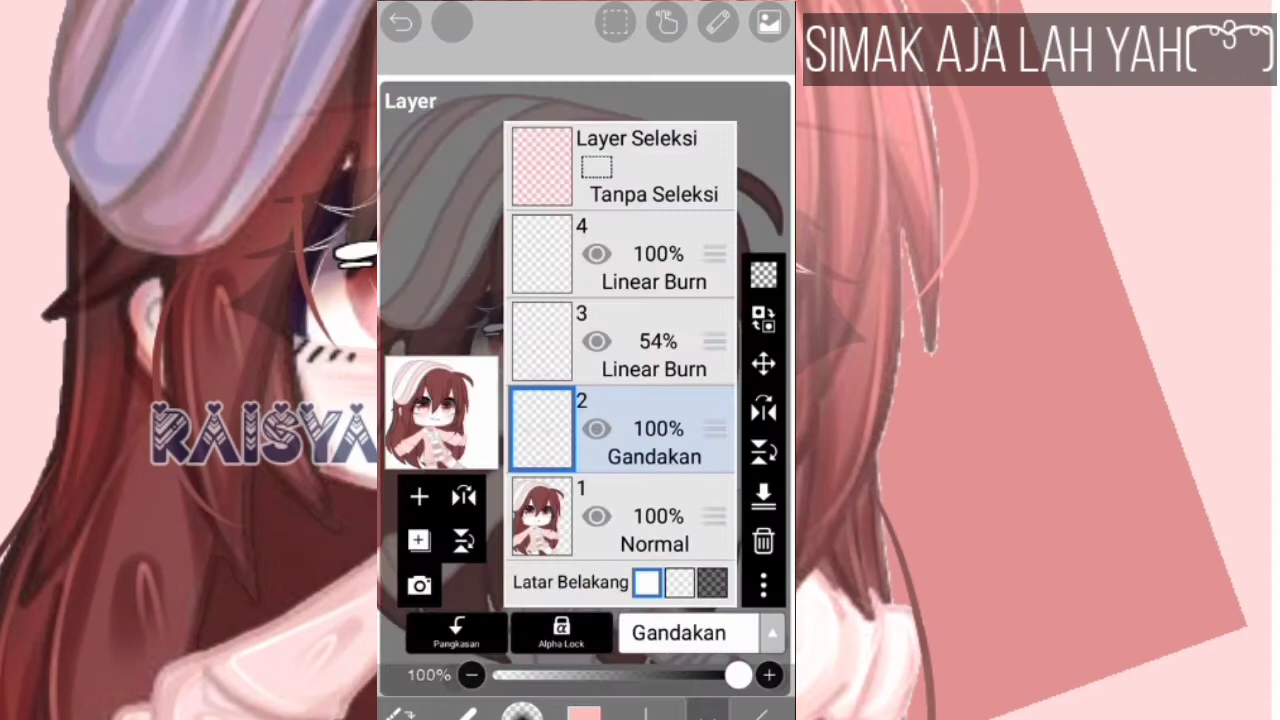 SIMAK AJA LAH YAH
Layer
Layer Seleksi
Tanpa Seleksi
4
100%
Linear Burn
3
54%
Linear Burn
2
100%
Gandakan
1
100%
Normal
Latar Belakang
Pangkasan
α
Alpha Lock
Gandakan
100%
RAISYA